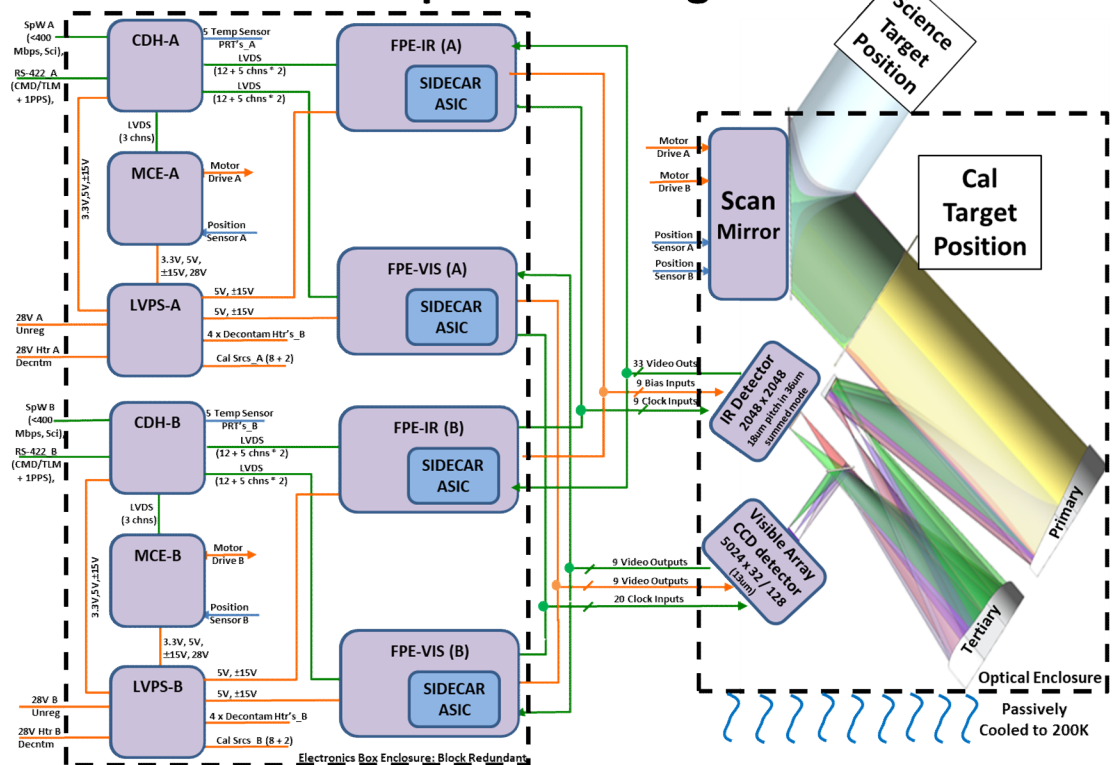 SpW A
(<400
Mbps, Sci),
RS-422_A
(CMD/TLM
+ 1PPS),
CDH-A
5 Temp Sensor
PRT's_A
LVDS
(12 + 5 chns * 2)
LVDS
(12 + 5 chns * 2)
FPE-IR (A)
SIDECAR
ASIC
LVDS
(3 chns)
3.3V,5V,±15V
MCE-A
Motor
Drive A
Position
Sensor A
3.3V, 5V,
±15V, 28V
FPE-VIS (A)
SIDECAR
ASIC
LVPS-A
5V, ±15V
5V, ±15V
4 x Decontam Htr's_B
Cal Srcs_A (8 + 2)
28V A
Unreg
28V Htr A
Decntm
SpW B
(<400
Mbps, Sci),
RS-422_B
(CMD/TLM
+ 1PPS),
CDH-B
5 Temp Sensor
PRT's_B
LVDS
(12 + 5 chns * 2)
LVDS
(12 + 5 chns * 2)
FPE-IR (B)
SIDECAR
ASIC
LVDS
(3 chns)
3.3V,5V,±15V
MCE-B
Motor
Drive B
Position
Sensor B
3.3V, 5V,
±15V, 28V
FPE-VIS (B)
SIDECAR
ASIC
LVPS-B
5V, ±15V
5V, ±15V
4 x Decontam Htr's_B
Cal Srcs_B (8 + 2)
28V B
Unreg
28V Htr B
Decntm
Electronics Box Enclosure: Block Redundant
Science
Target
Position
Motor
Drive A
Motor
Drive B
Position
Sensor A
Position
Sensor B
Scan
Mirror
Cal
Target
Position
33 Video Outs
9 Bias Inputs
9 Clock Inputs
IR Detector
2048 x 2048
18um pitch in 36um
summed mode
9 Video Outputs
9 Video Outputs
20 Clock Inputs
Visible Array
CCD detector
5024 x 32 / 128
(13um)
Primary
Tertiary
Optical Enclosure
Passively
Cooled to 200K